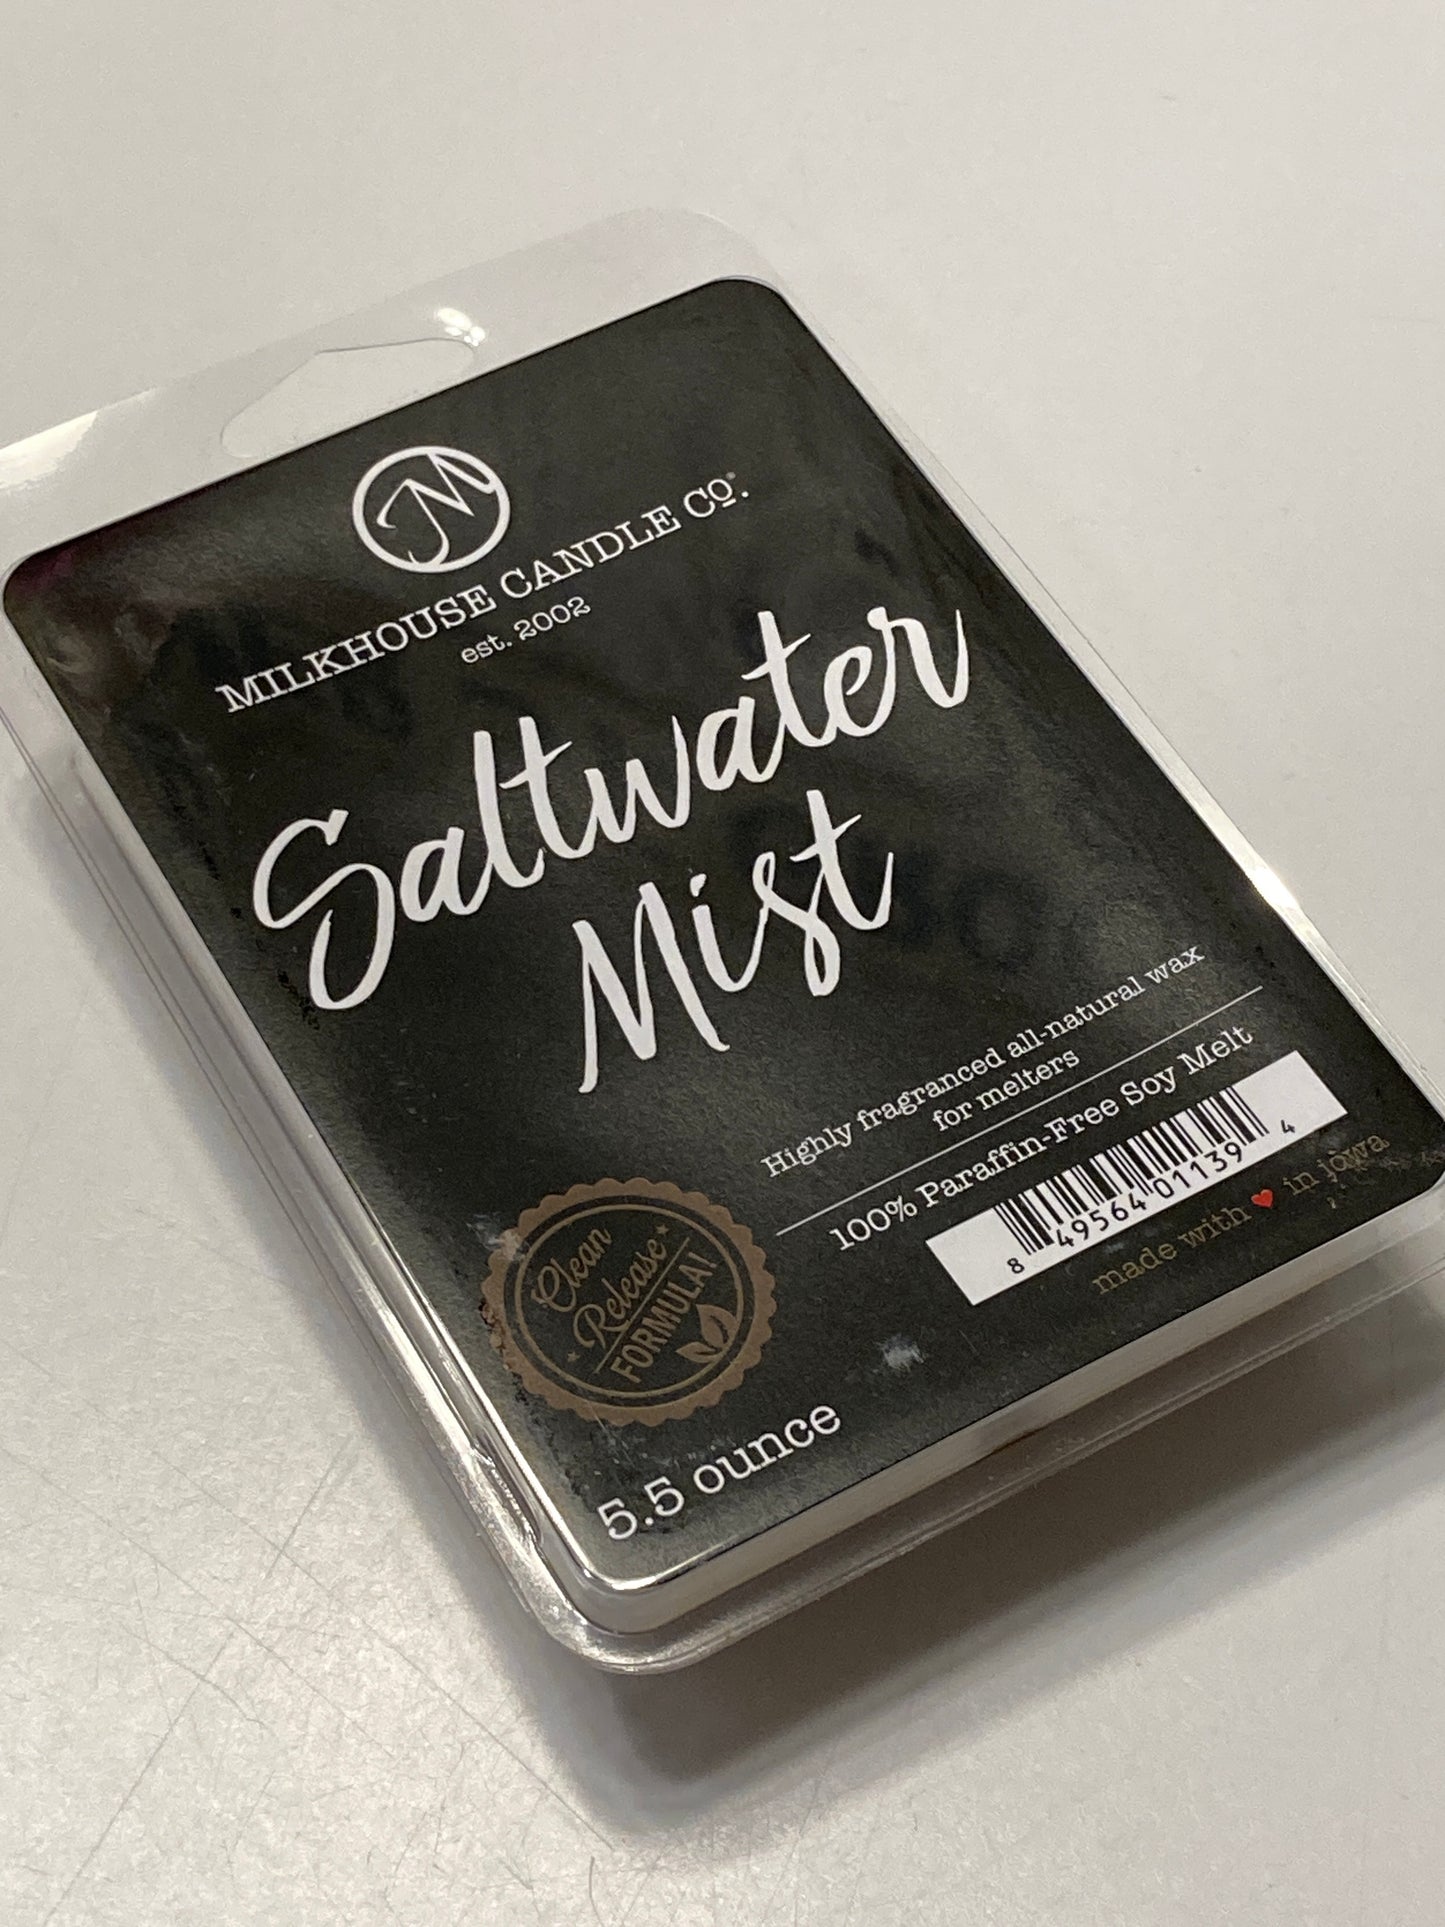 JM
MILKHOUSE CANDLE Co.
est. 2002
Saltwater
Mist
Highly fragranced all-natural wax
for melters
100% Paraffin-Free Soy Melt
8 49564 01139 4
made with ♥ in iowa
Clean
Release
FORMULA!
5.5 ounce